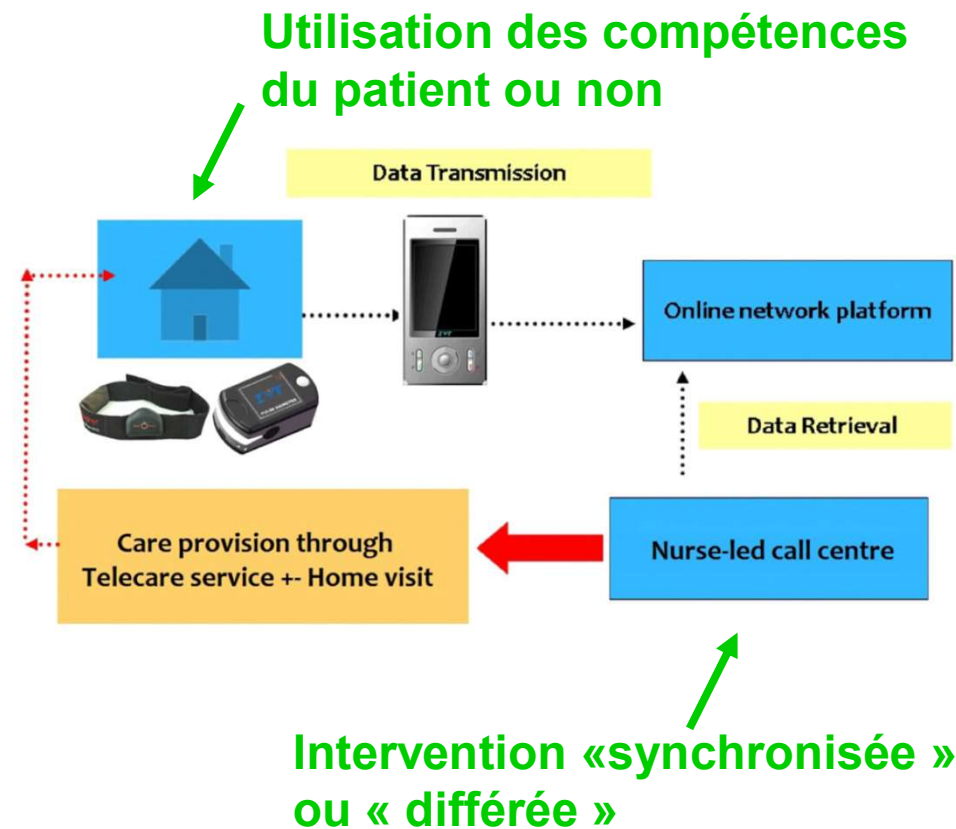 Utilisation des compétences
du patient ou non
Data Transmission
Online network platform
Data Retrieval
Care provision through
Telecare service +- Home visit
Nurse-led call centre
Intervention «synchronisée »
ou « différée »